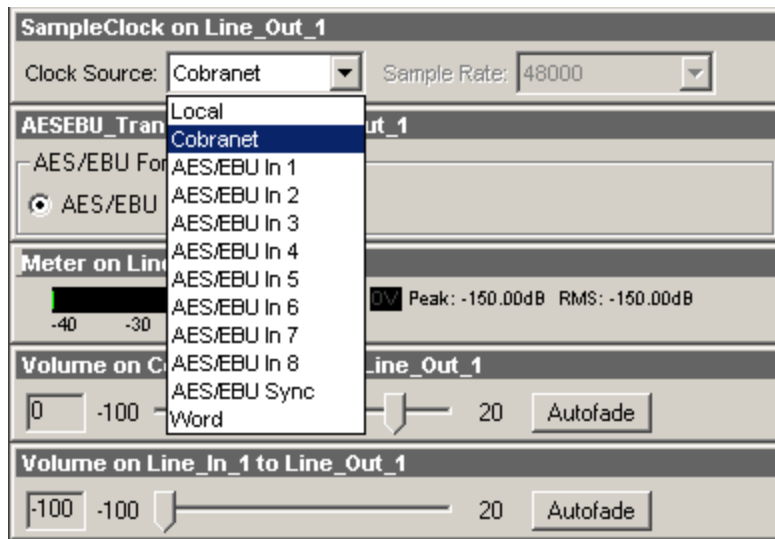 SampleClock on Line_Out_1
Clock Source: Cobranet Sample Rate: 48000
Local
Cobranet
AES/EBU In 1
AES/EBU In 2
AES/EBU In 3
AES/EBU In 4
AES/EBU In 5
AES/EBU In 6
AES/EBU In 7
AES/EBU In 8
AES/EBU Sync
Word
AESEBU_Tran ut_1
AES/EBU For
AES/EBU
Meter on Line
-40 -30 OV Peak: -150.00dB RMS: -150.00dB
Volume on C Line_Out_1
0 -100 20 Autofade
Volume on Line_In_1 to Line_Out_1
-100 -100 20 Autofade